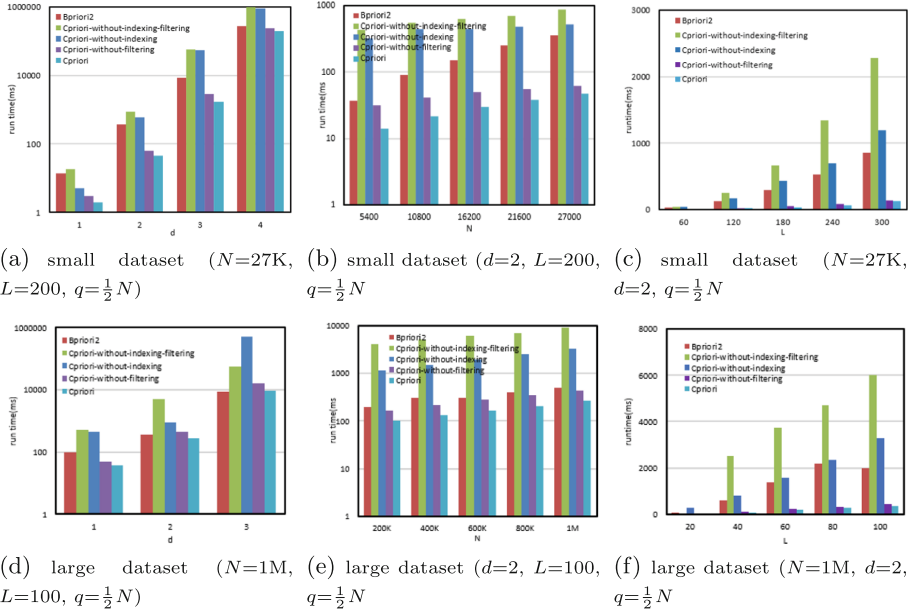 1000000
10000
100
1
run time(ms)
Bpriori2
Cpriori-without-indexing-filtering
Cpriori-without-indexing
Cpriori-without-filtering
Cpriori
1 2 3 4
d
(a) small dataset (N=27K,
L=200, q=½N)
1000
100
10
1
run time(ms)
Bpriori2
Cpriori-without-indexing-filtering
Cpriori-without-indexing
Cpriori-without-filtering
Cpriori
5400 10800 16200 21600 27000
N
(b) small dataset (d=2, L=200,
q=½N
3000
2000
1000
0
runtime(ms)
Bpriori2
Cpriori-without-indexing-filtering
Cpriori-without-indexing
Cpriori-without-filtering
Cpriori
60 120 180 240 300
L
(c) small dataset (N=27K,
d=2, q=½N
1000000
10000
100
1
run time(ms)
Bpriori2
Cpriori-without-indexing-filtering
Cpriori-without-indexing
Cpriori-without-filtering
Cpriori
1 2 3
d
(d) large dataset (N=1M,
L=100, q=½N)
10000
1000
100
10
1
run time(ms)
Bpriori2
Cpriori-without-indexing-filtering
Cpriori-without-indexing
Cpriori-without-filtering
Cpriori
200K 400K 600K 800K 1M
N
(e) large dataset (d=2, L=100,
q=½N
8000
6000
4000
2000
0
runtime(ms)
Bpriori2
Cpriori-without-indexing-filtering
Cpriori-without-indexing
Cpriori-without-filtering
Cpriori
20 40 60 80 100
L
(f) large dataset (N=1M, d=2,
q=½N